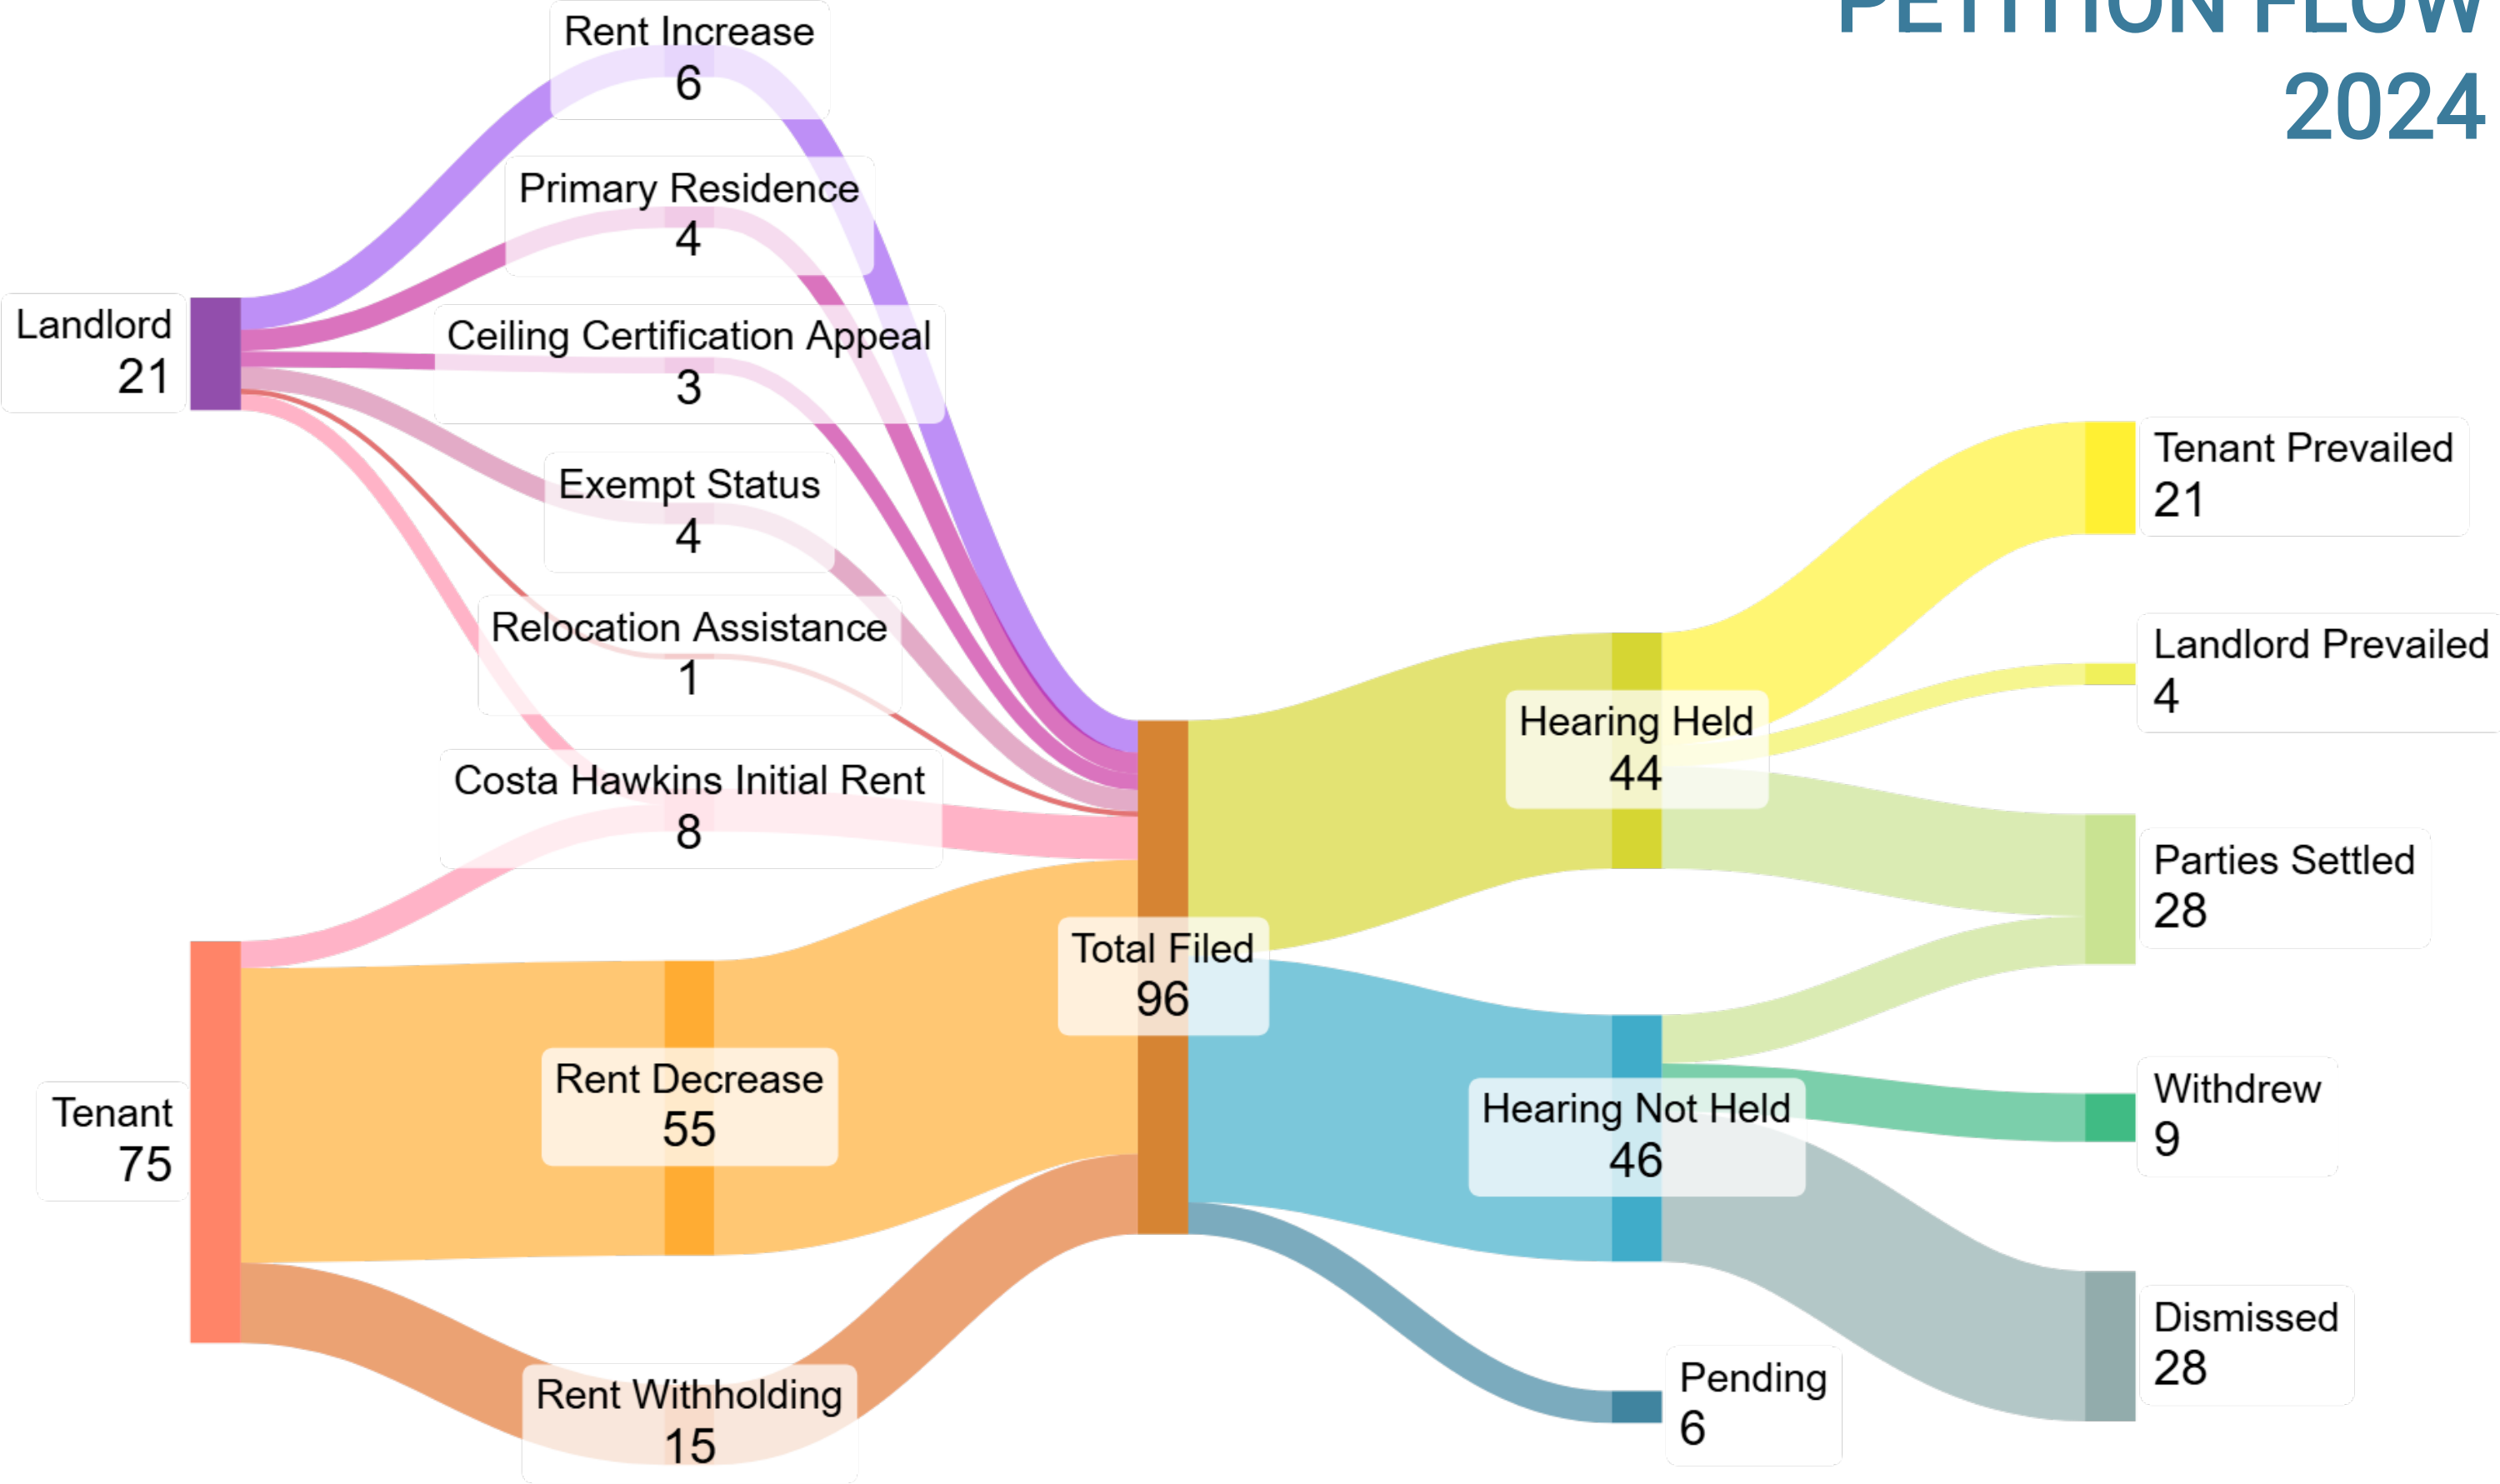 PETITION FLOW
2024
Rent Increase
6
Primary Residence
4
Landlord
21
Ceiling Certification Appeal
3
Exempt Status
4
Relocation Assistance
1
Costa Hawkins Initial Rent
8
Tenant
75
Rent Decrease
55
Rent Withholding
15
Total Filed
96
Hearing Held
44
Hearing Not Held
46
Pending
6
Tenant Prevailed
21
Landlord Prevailed
4
Parties Settled
28
Withdrew
9
Dismissed
28